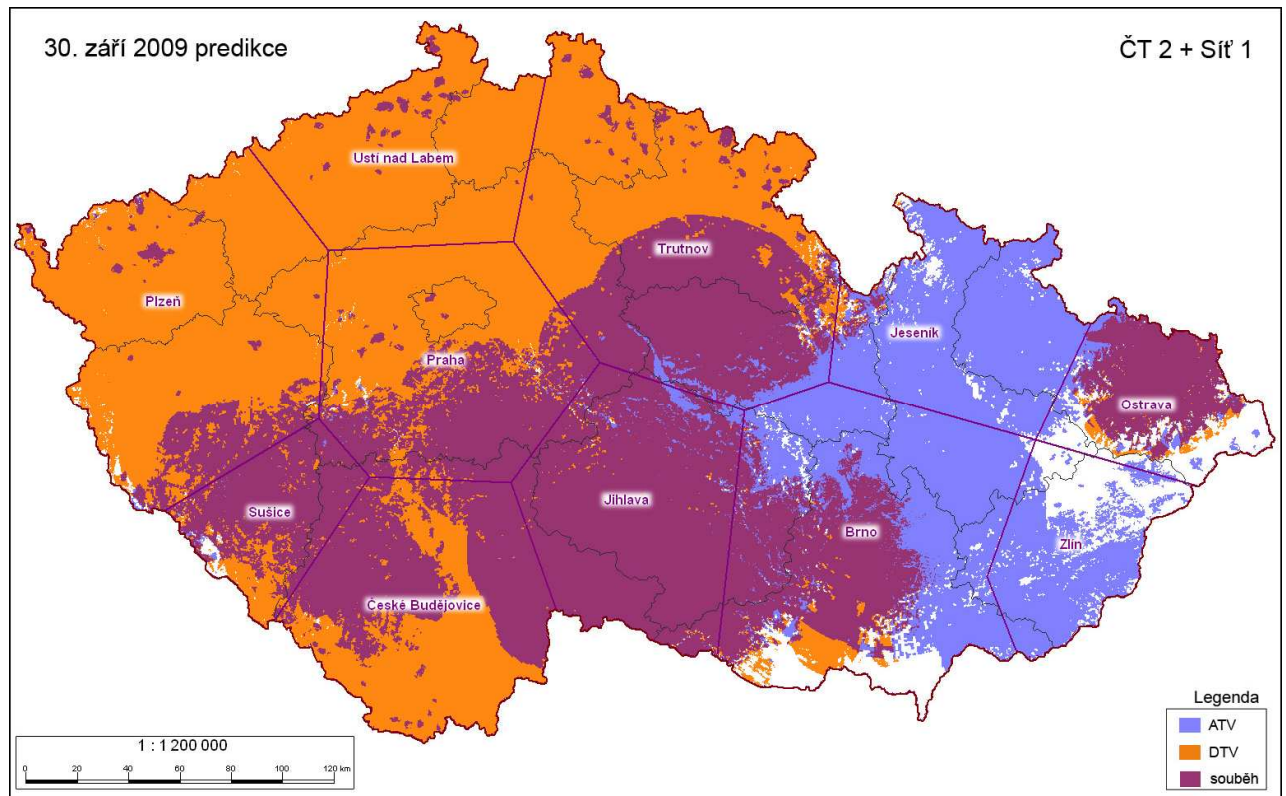 30. září 2009 predikce
ČT 2 + Síť 1
Ustí nad Labem
Trutnov
Plzeň
Jeseník
Praha
Ostrava
Sušice
Jihlava
Brno
Zlín
České Budějovice
Legenda
ATV
DTV
souběh
1 : 1 200 000
0 20 40 60 80 100 120 km